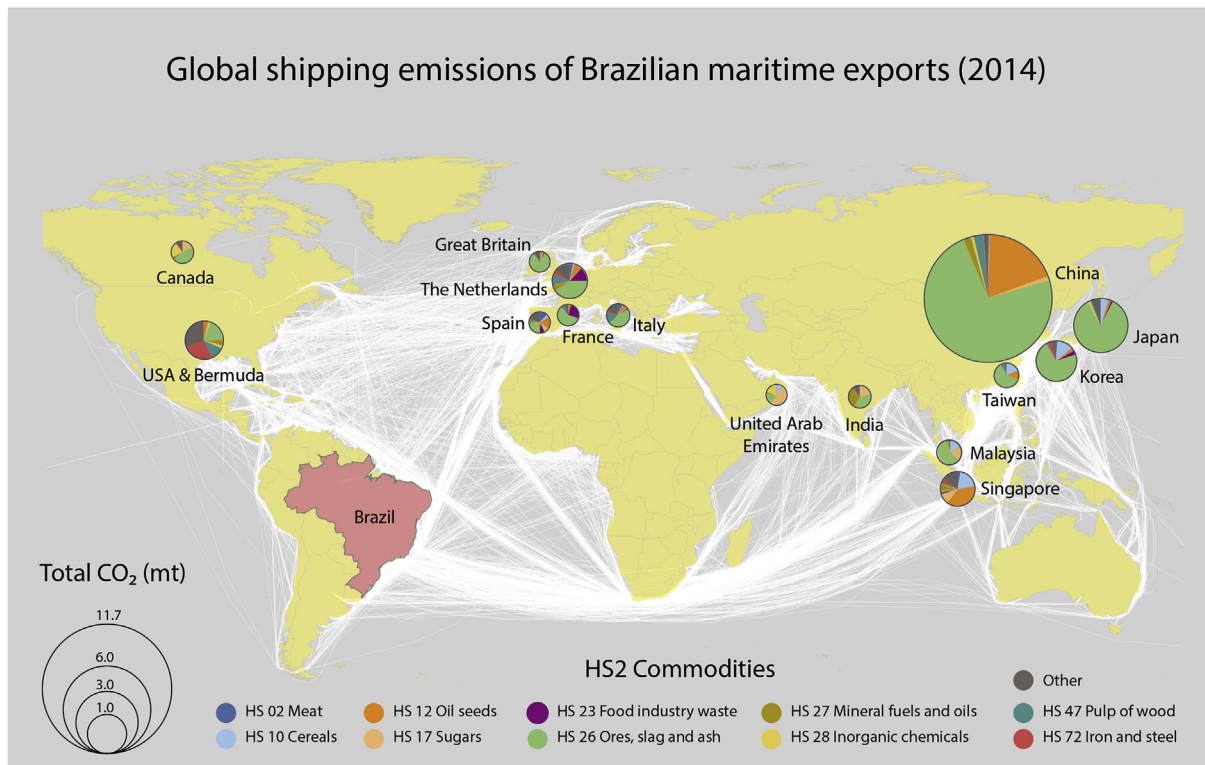 Global shipping emissions of Brazilian maritime exports (2014)
Great Britain
Canada
The Netherlands
China
Spain
Italy
France
Japan
USA & Bermuda
Korea
Taiwan
United Arab
Emirates
India
Malaysia
Singapore
Brazil
Total CO₂ (mt)
11.7
6.0
3.0
1.0
HS2 Commodities
Other
HS 02 Meat
HS 12 Oil seeds
HS 23 Food industry waste
HS 27 Mineral fuels and oils
HS 47 Pulp of wood
HS 10 Cereals
HS 17 Sugars
HS 26 Ores, slag and ash
HS 28 Inorganic chemicals
HS 72 Iron and steel